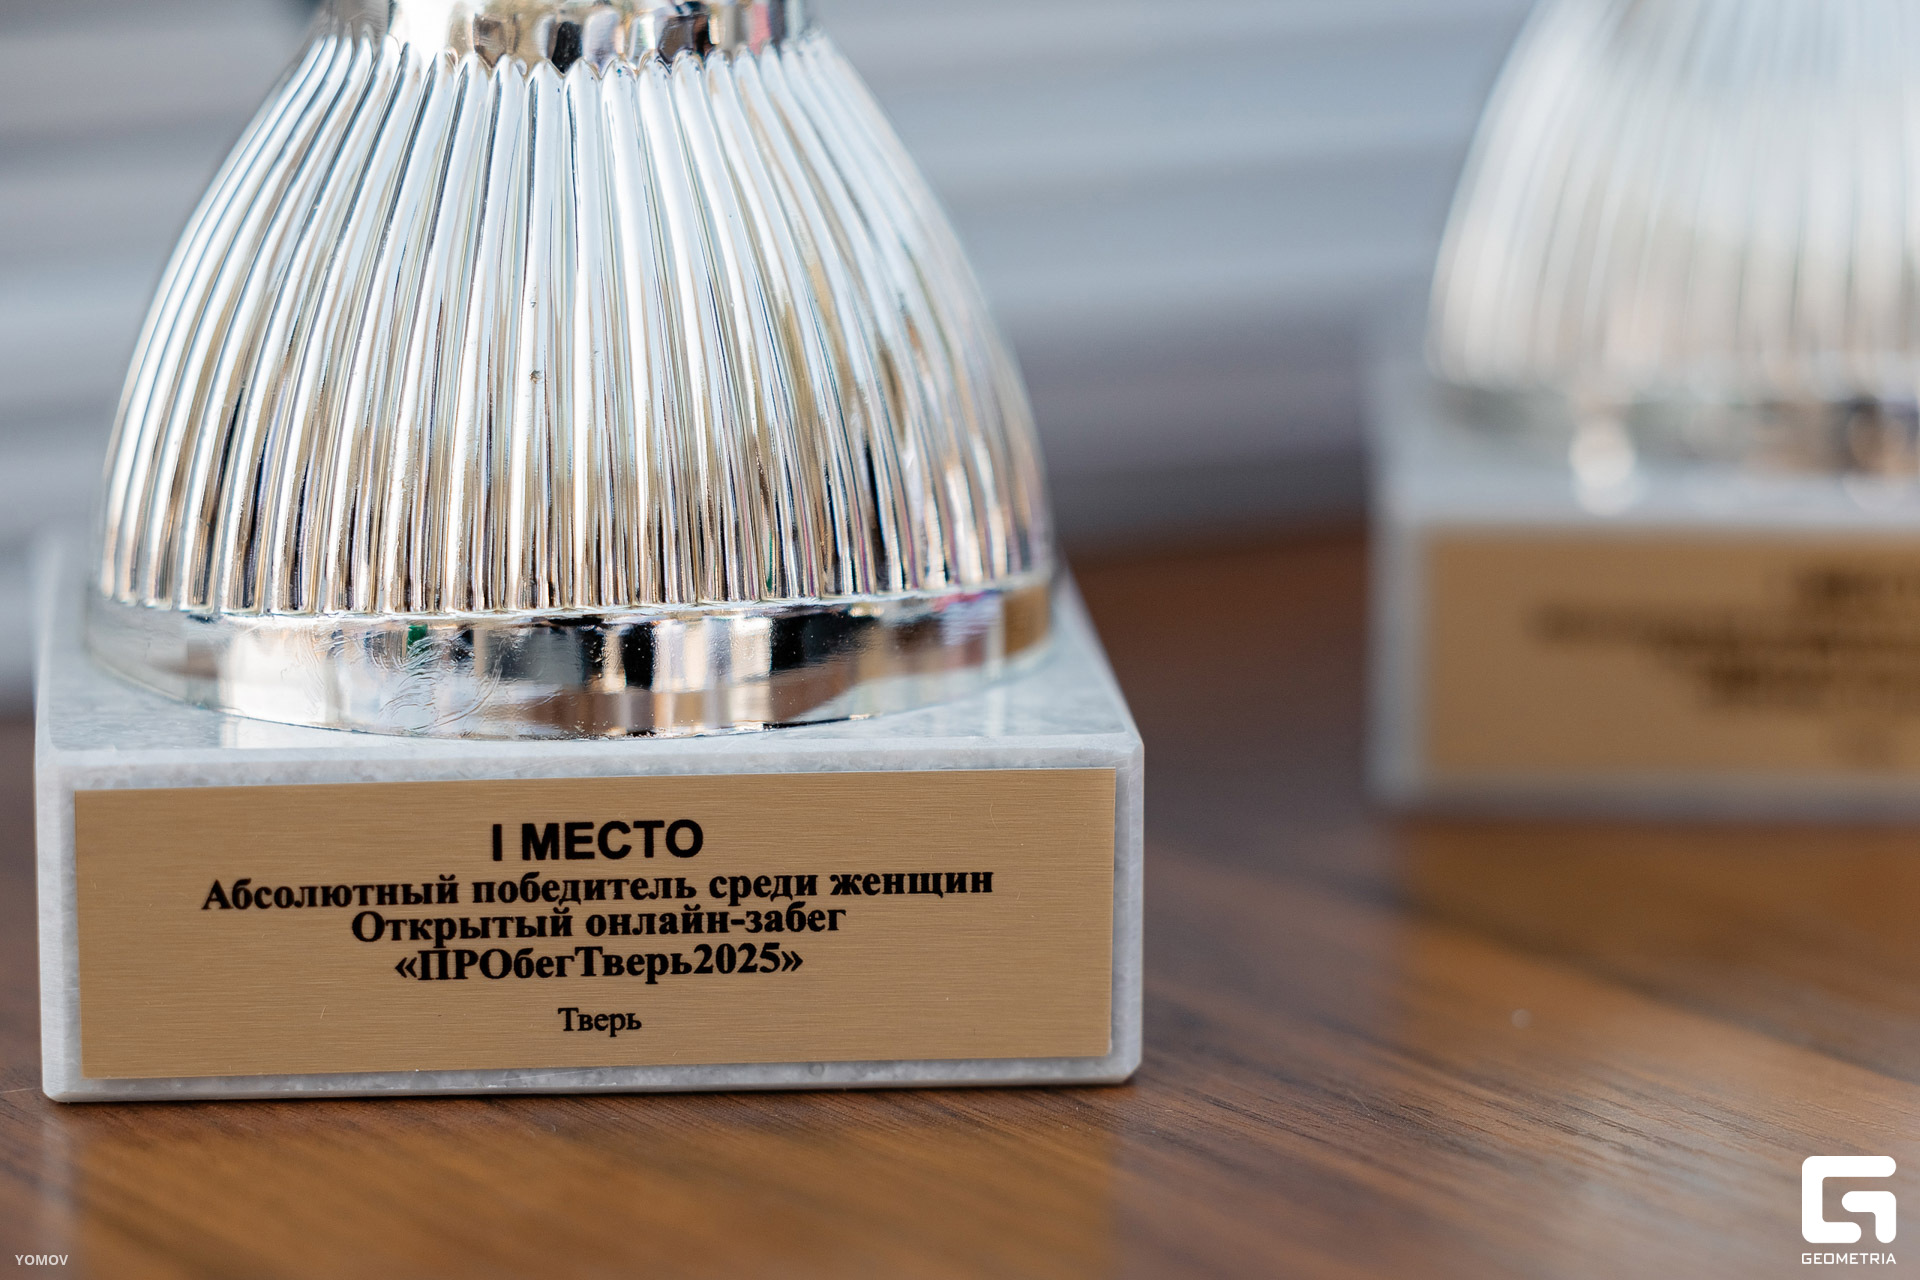 I МЕСТО
Абсолютный победитель среди женщин
Открытый онлайн-забег
«ПРОбегТверь2025»
Тверь
YOMOV
GEOMETRIA